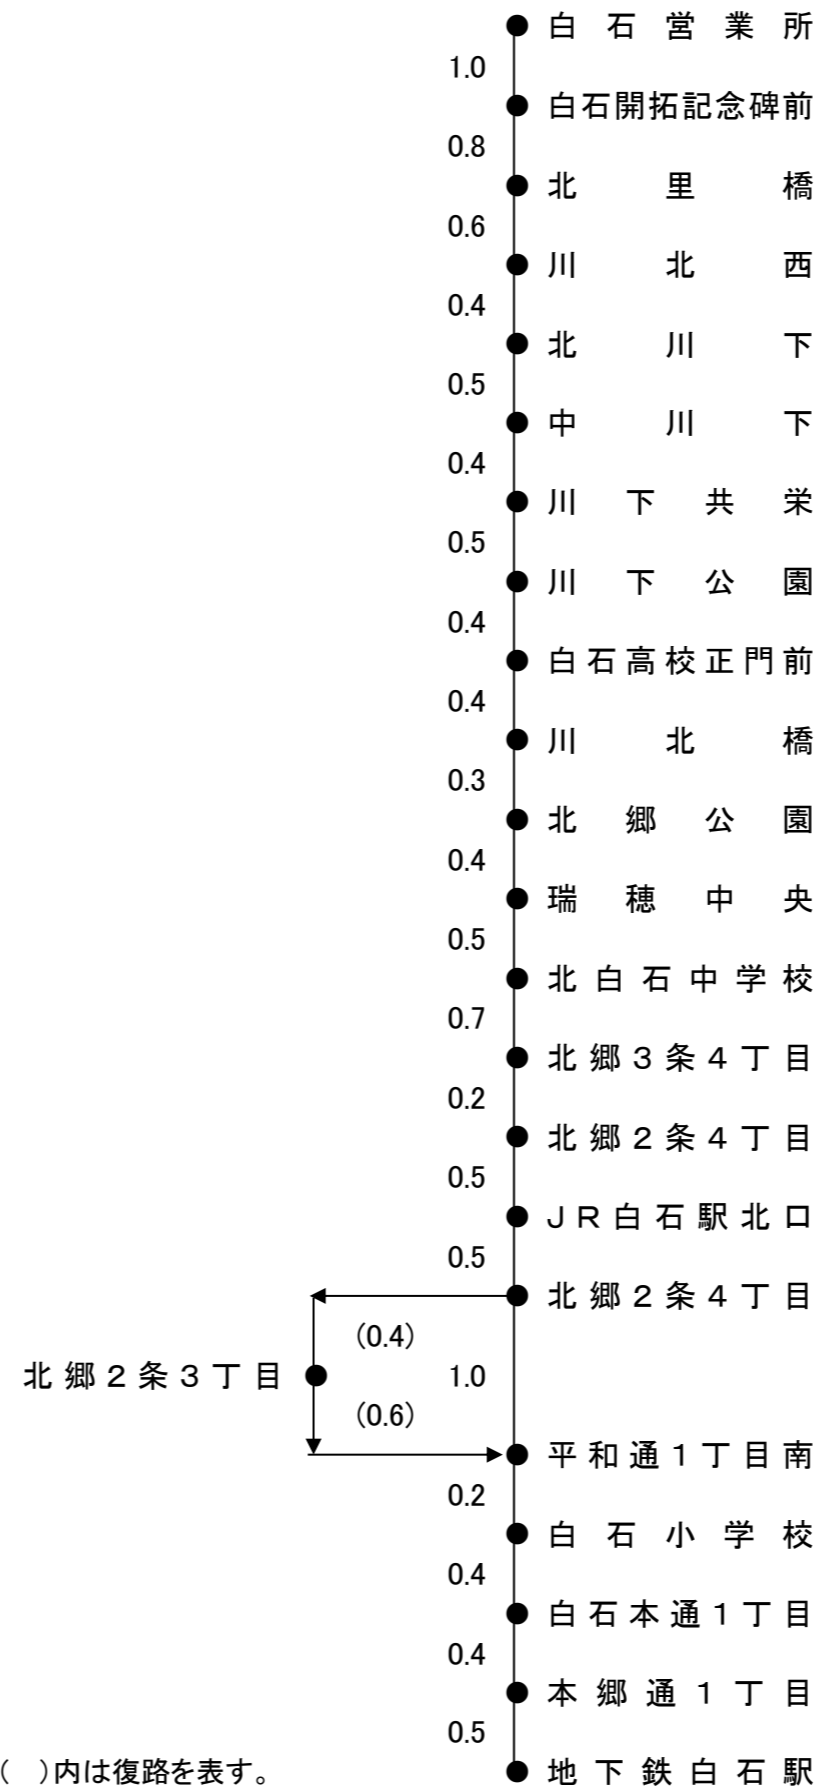 白石営業所
1.0
白石開拓記念碑前
0.8
北里橋
0.6
川北西
0.4
北川下
0.5
中川下
0.4
川下共栄
0.5
川下公園
0.4
白石高校正門前
0.4
川北橋
0.3
北郷公園
0.4
瑞穂中央
0.5
北白石中学校
0.7
北郷3条4丁目
0.2
北郷2条4丁目
0.5
JR白石駅北口
0.5
北郷2条4丁目
(0.4)
北郷2条3丁目 1.0
(0.6)
平和通1丁目南
0.2
白石小学校
0.4
白石本通1丁目
0.4
本郷通1丁目
0.5
( )内は復路を表す。 地下鉄白石駅